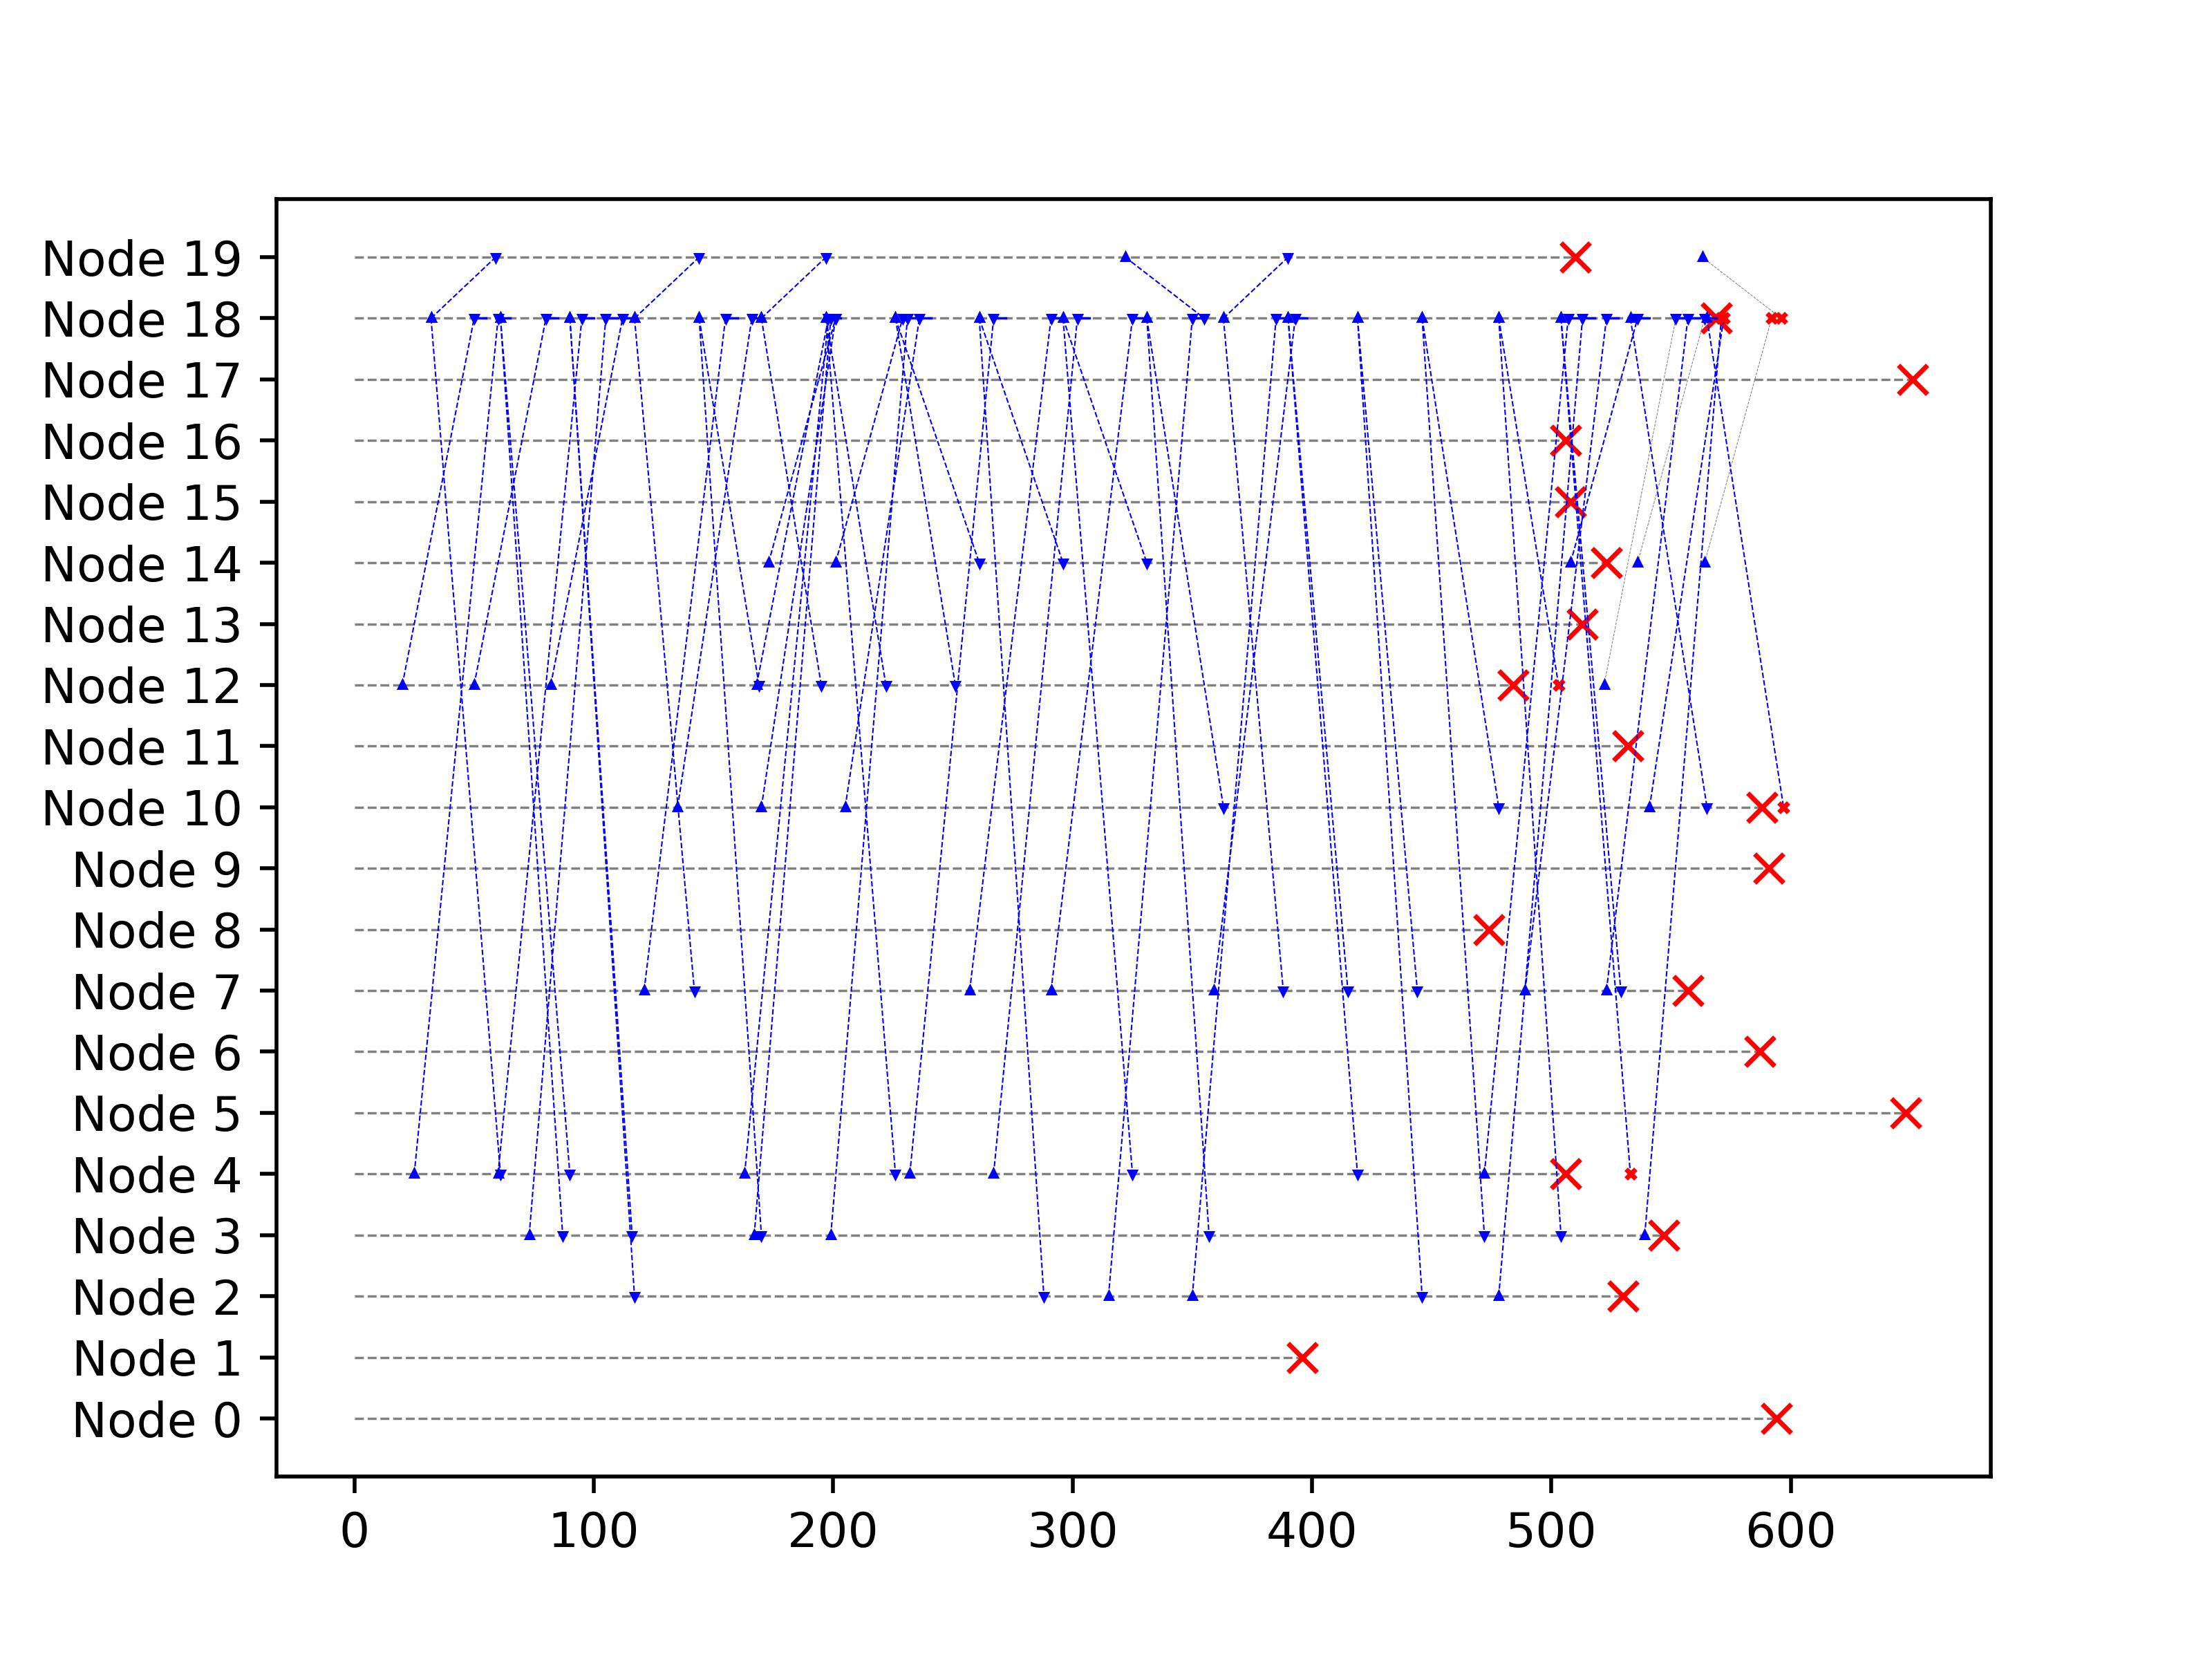 Node 19
Node 18
Node 17
Node 16
Node 15
Node 14
Node 13
Node 12
Node 11
Node 10
Node 9
Node 8
Node 7
Node 6
Node 5
Node 4
Node 3
Node 2
Node 1
Node 0
0 100 200 300 400 500 600